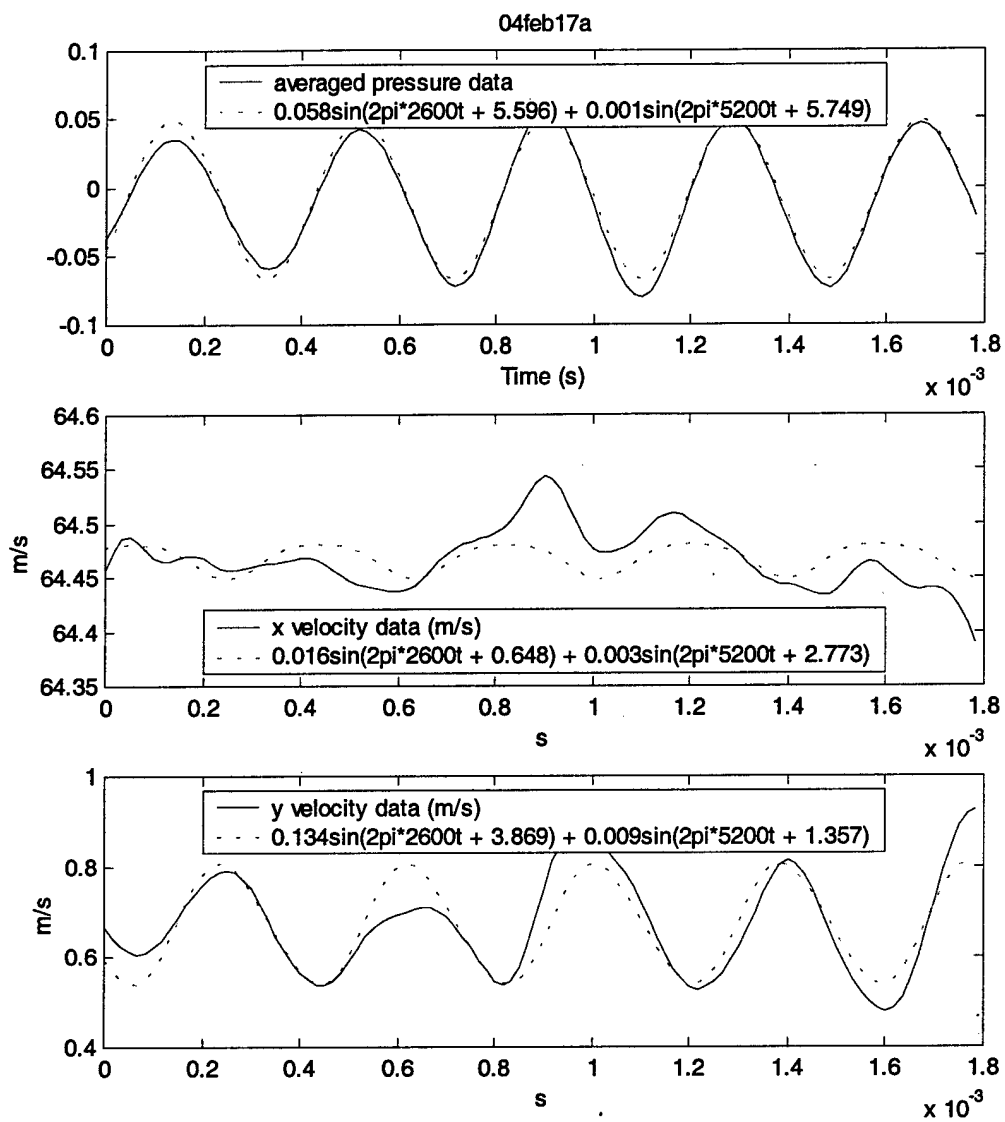 04feb17a
0.1
averaged pressure data
0.058sin(2pi*2600t + 5.596) + 0.001sin(2pi*5200t + 5.749)
0.05
0
-0.05
-0.1
0 0.2 0.4 0.6 0.8 1 1.2 1.4 1.6 1.8
Time (s)
x 10-3
64.6
64.55
64.5
64.45
64.4
64.35
m/s
x velocity data (m/s)
0.016sin(2pi*2600t + 0.648) + 0.003sin(2pi*5200t + 2.773)
0 0.2 0.4 0.6 0.8 1 1.2 1.4 1.6 1.8
s
x 10-3
1
y velocity data (m/s)
0.134sin(2pi*2600t + 3.869) + 0.009sin(2pi*5200t + 1.357)
0.8
0.6
0.4
m/s
0 0.2 0.4 0.6 0.8 1 1.2 1.4 1.6 1.8
s
x 10-3